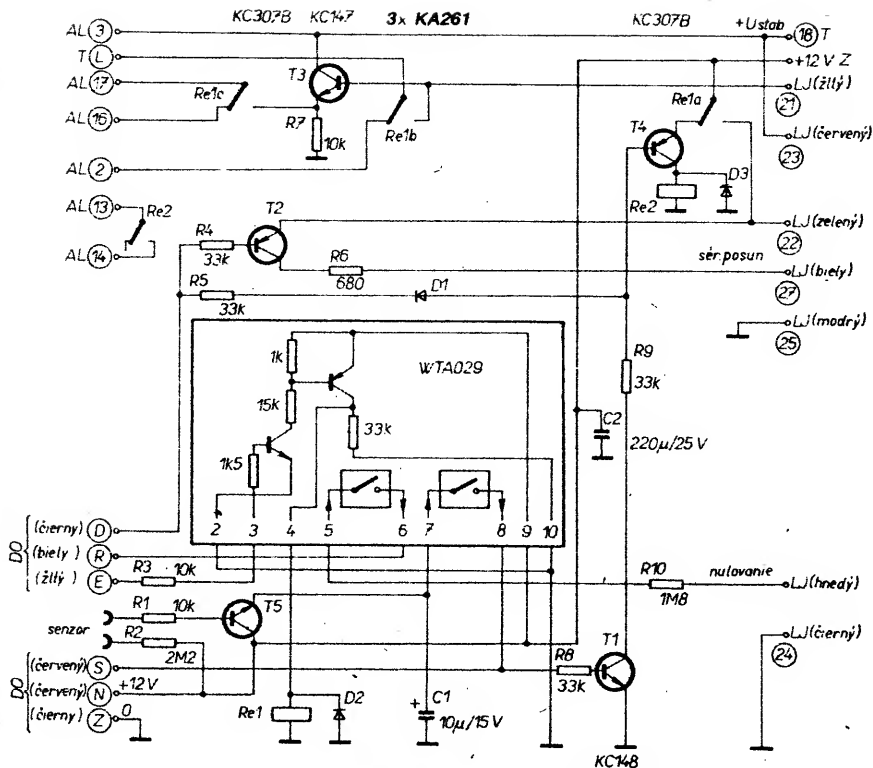 KC307B KC147 3x KA261 KC307B
AL 3
+Ustab
18 T
T L
+12 V Z
AL 17
Re1c
T3
Re1a
LJ (žltý)
21
AL 16
R7
10k
Re1b
T4
LJ (červený)
23
AL 2
D3
Re2
AL 13
Re2
T2
LJ (zelený)
22
R4
33k
AL 14
R6
680
sér. posun
LJ (biely)
27
R5
33k
D1
LJ (modrý)
25
1k
WTA029
R9
33k
15k
33k
C2
220µ/25 V
1k5
2 3 4 5 6 7 8 9 10
DO
(čierny) D
(biely) R
(žltý) E
R3 10k
R10
1M8
nulovanie
LJ (hnedý)
R1 10k
T5
senzor
R2
2M2
T1
LJ (čierny)
24
DO
(červený) S
R8
33k
(červený) N +12 V
(čierny) Z 0
Re1
D2
C1
+
10µ/15 V
KC148